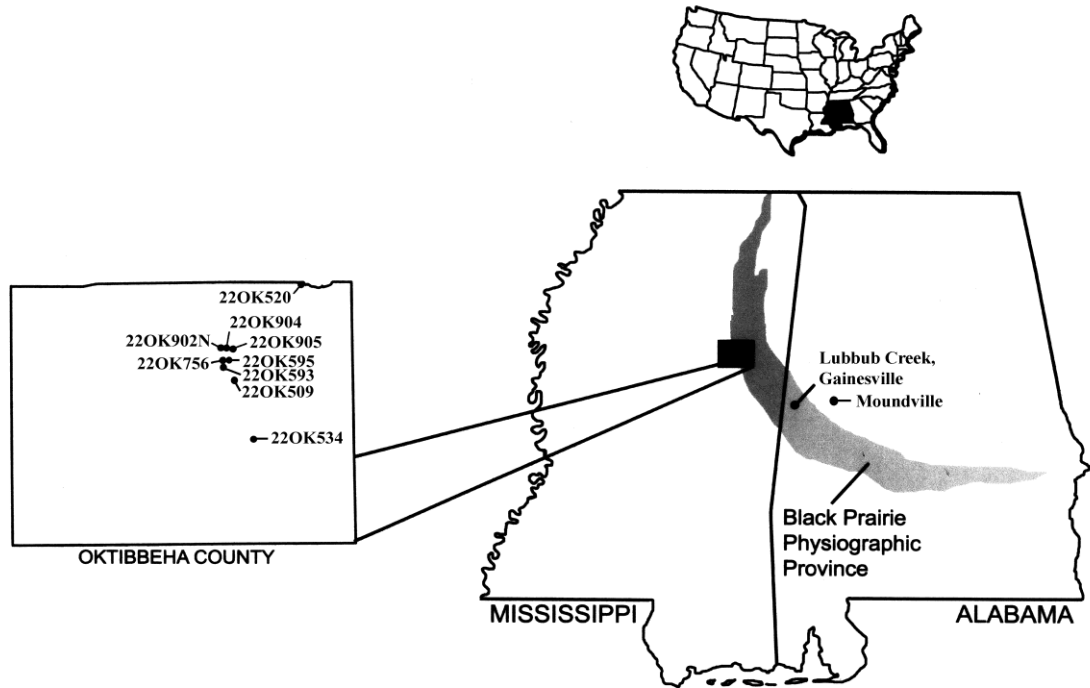 22OK520
22OK904
22OK902N
22OK905
22OK756
22OK595
22OK593
22OK509
22OK534
OKTIBBEHA COUNTY
Lubbub Creek,
Gainesville
Moundville
Black Prairie
Physiographic
Province
MISSISSIPPI
ALABAMA